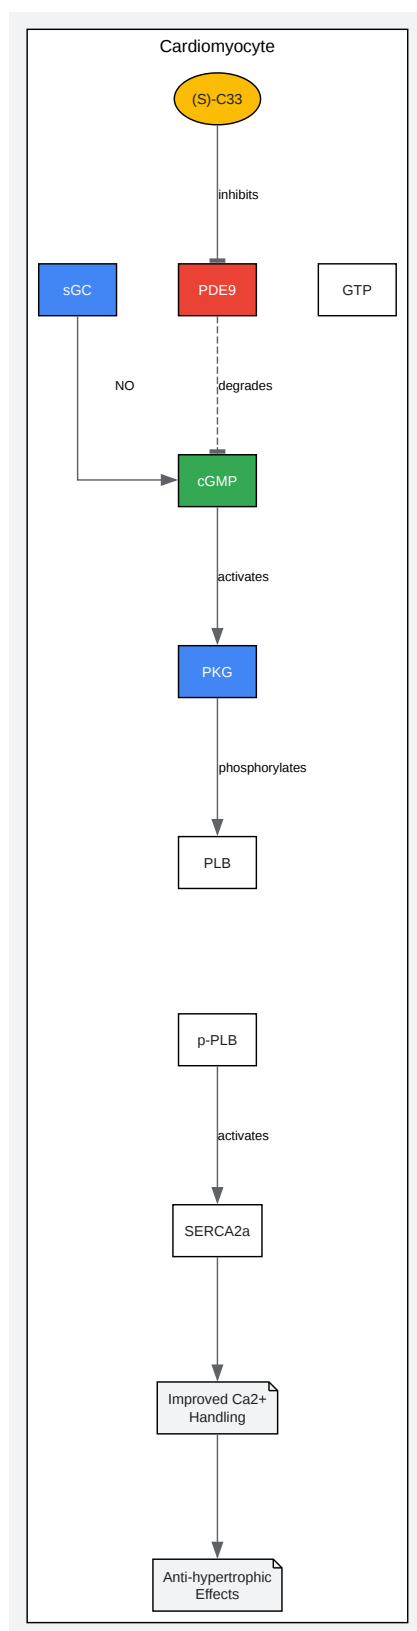 Cardiomyocyte
(S)-C33
inhibits
sGC
PDE9
GTP
NO
degrades
cGMP
activates
PKG
phosphorylates
PLB
p-PLB
activates
SERCA2a
Improved Ca2+
Handling
Anti-hypertrophic
Effects